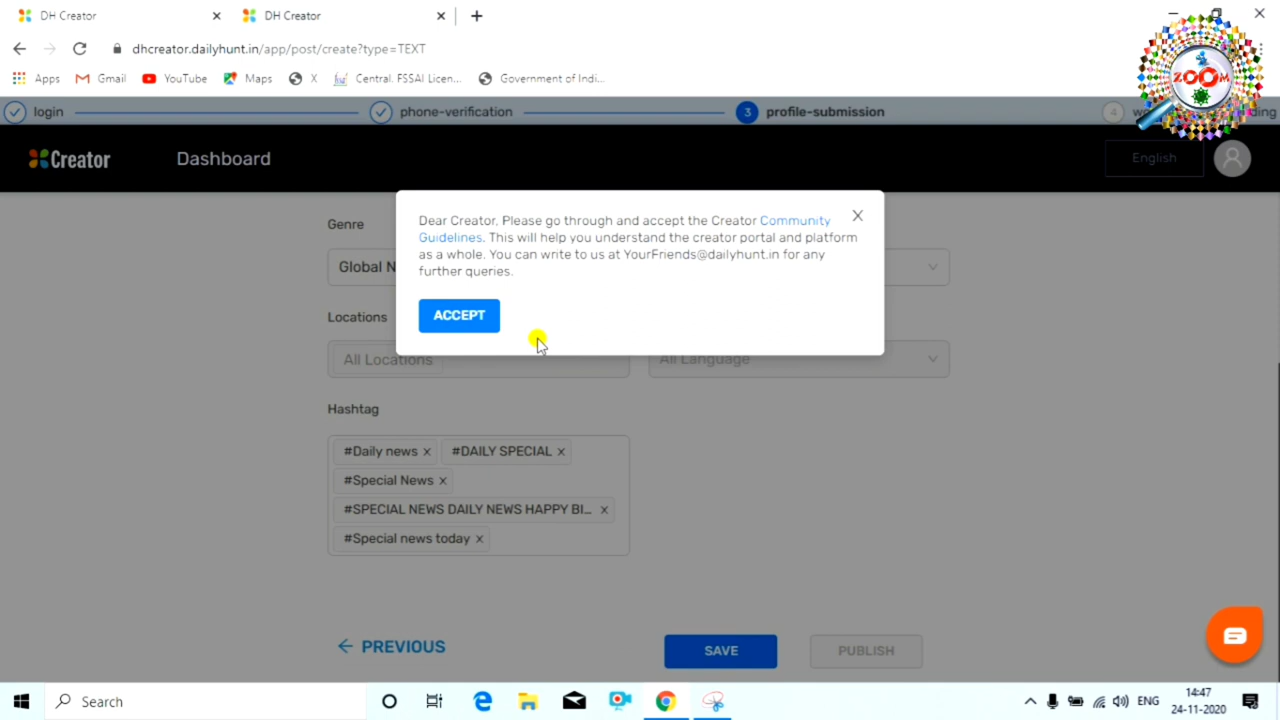 DH Creator
DH Creator
dhcreator.dailyhunt.in/app/post/create?type=TEXT
Apps Gmail YouTube Maps X Central. FSSAI Licen... Government of Indi...
ZOOM
login phone-verification 3 profile-submission 4
Creator Dashboard English
Dear Creator, Please go through and accept the Creator Community
Guidelines. This will help you understand the creator portal and platform
as a whole. You can write to us at YourFriends@dailyhunt.in for any
further queries.
ACCEPT
Genre
Global N
Locations
All Locations All Language
Hashtag
#Daily news × #DAILY SPECIAL ×
#Special News ×
#SPECIAL NEWS DAILY NEWS HAPPY BI... ×
#Special news today ×
← PREVIOUS SAVE PUBLISH
Search ENG 14:47
24-11-2020